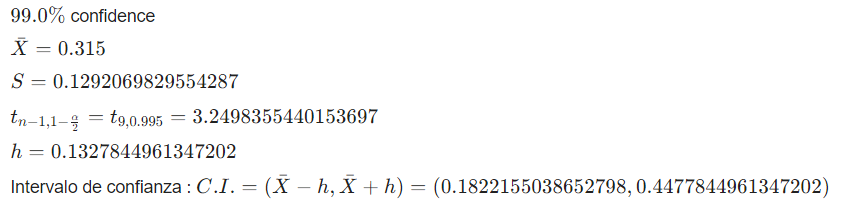 99.0% confidence
X̄ = 0.315
S = 0.1292069829554287
t_{n−1,1−α/2} = t_{9,0.995} = 3.2498355440153697
h = 0.1327844961347202
Intervalo de confianza : C.I. = (X̄ − h, X̄ + h) = (0.1822155038652798, 0.4477844961347202)